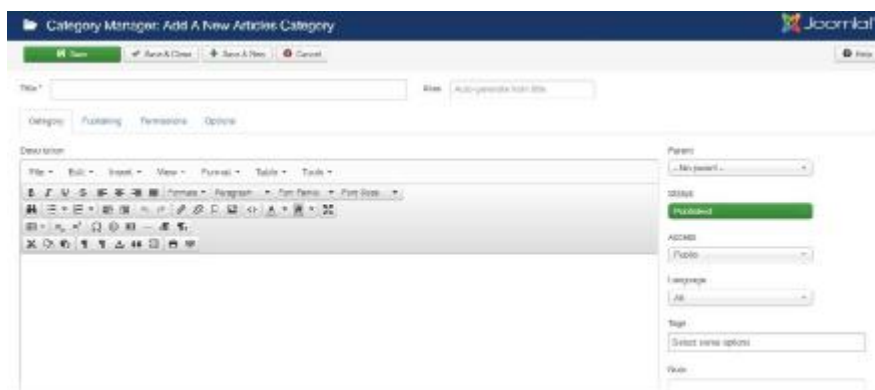 Category Manager: Add A New Articles Category
Joomla!
Save
Save & Close
Save & New
Cancel
Help
Title *
Alias
Auto-generate from title
Category
Publishing
Permissions
Options
Description
File
Edit
Insert
View
Format
Table
Tools
Formats
Paragraph
Font Family
Font Sizes
Parent
- No parent -
Status
Published
Access
Public
Language
All
Tags
Select some options
Note